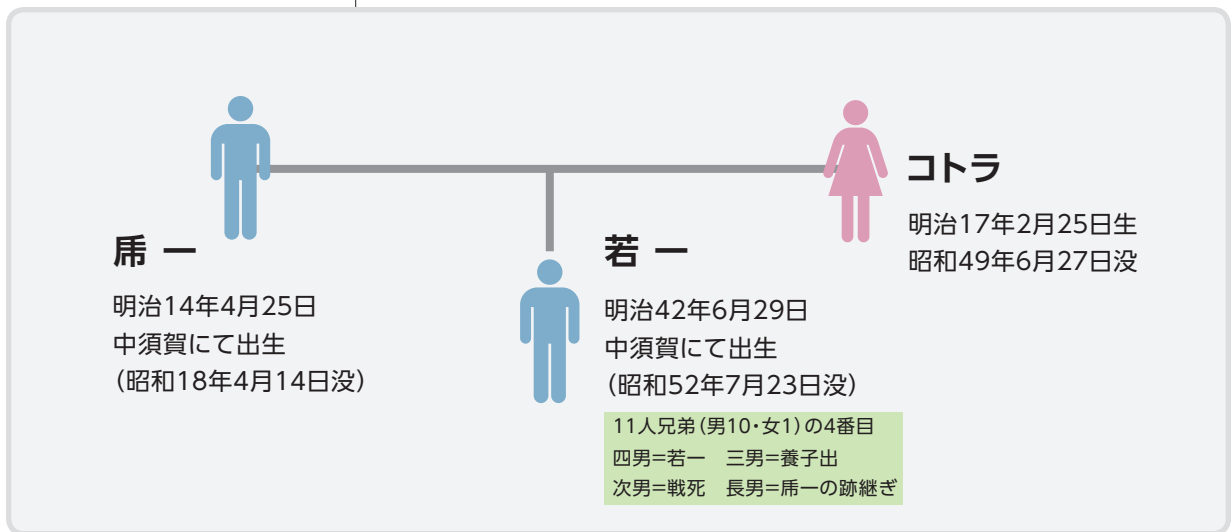 乕 一
明治14年4月25日
中須賀にて出生
（昭和18年4月14日没）
若 一
明治42年6月29日
中須賀にて出生
（昭和52年7月23日没）
11人兄弟（男10・女1）の4番目
四男=若一　三男=養子出
次男=戦死　長男=乕一の跡継ぎ
コトラ
明治17年2月25日生
昭和49年6月27日没